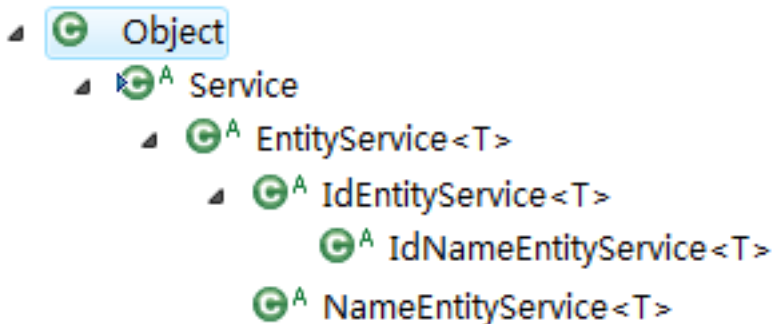 C Object
C A Service
C A EntityService<T>
C A IdEntityService<T>
C A IdNameEntityService<T>
C A NameEntityService<T>